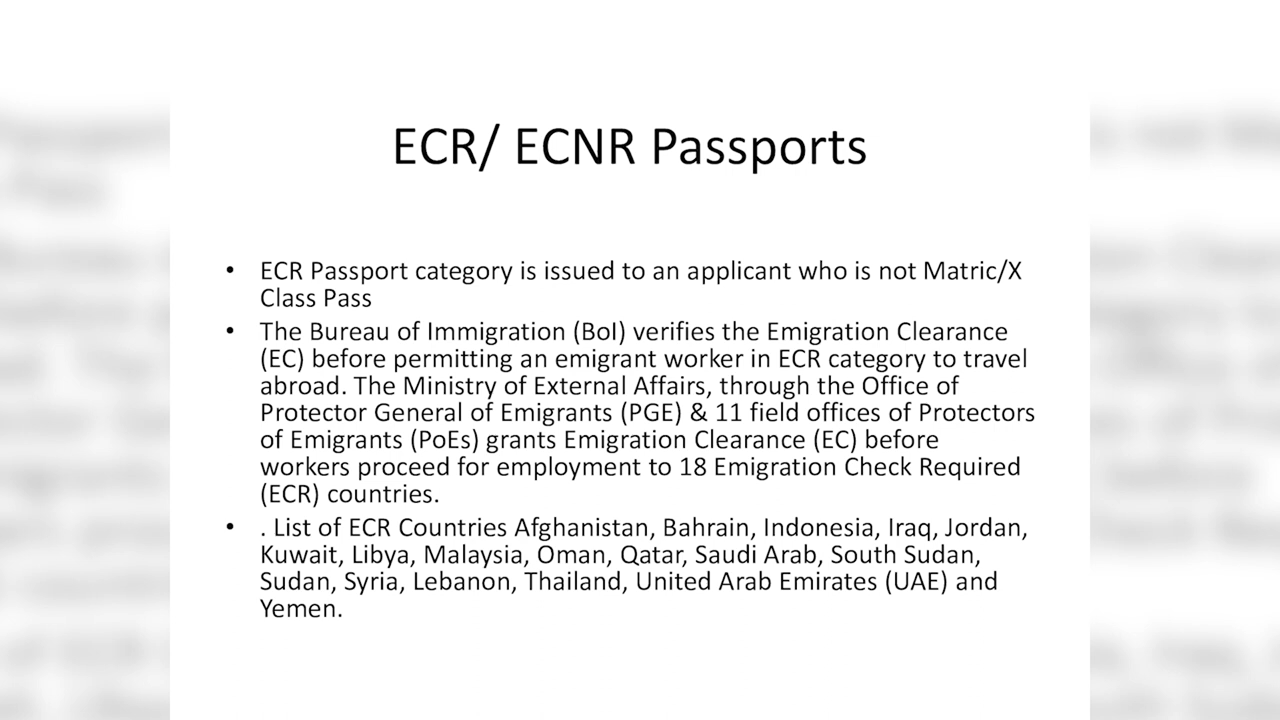 ECR/ ECNR Passports
• ECR Passport category is issued to an applicant who is not Matric/X
Class Pass
• The Bureau of Immigration (BoI) verifies the Emigration Clearance
(EC) before permitting an emigrant worker in ECR category to travel
abroad. The Ministry of External Affairs, through the Office of
Protector General of Emigrants (PGE) & 11 field offices of Protectors
of Emigrants (PoEs) grants Emigration Clearance (EC) before
workers proceed for employment to 18 Emigration Check Required
(ECR) countries.
• . List of ECR Countries Afghanistan, Bahrain, Indonesia, Iraq, Jordan,
Kuwait, Libya, Malaysia, Oman, Qatar, Saudi Arab, South Sudan,
Sudan, Syria, Lebanon, Thailand, United Arab Emirates (UAE) and
Yemen.